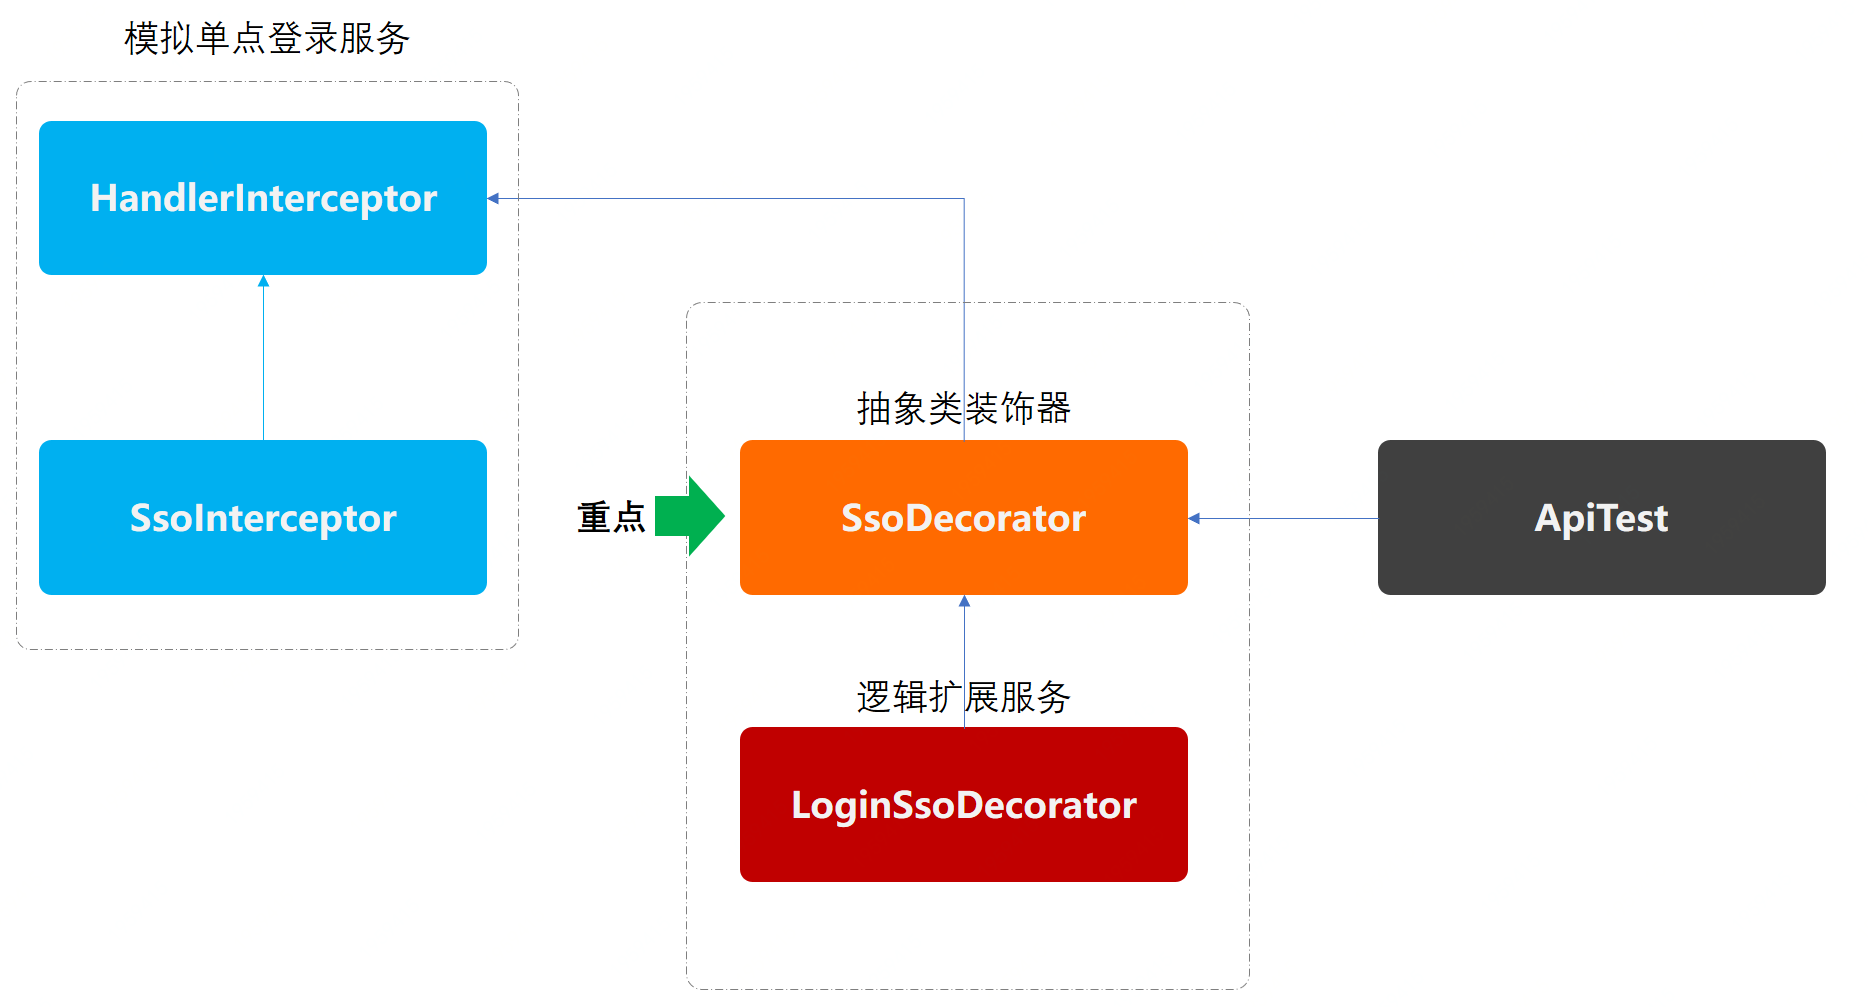 模拟单点登录服务
HandlerInterceptor
SsoInterceptor
抽象类装饰器
重点
SsoDecorator
ApiTest
逻辑扩展服务
LoginSsoDecorator